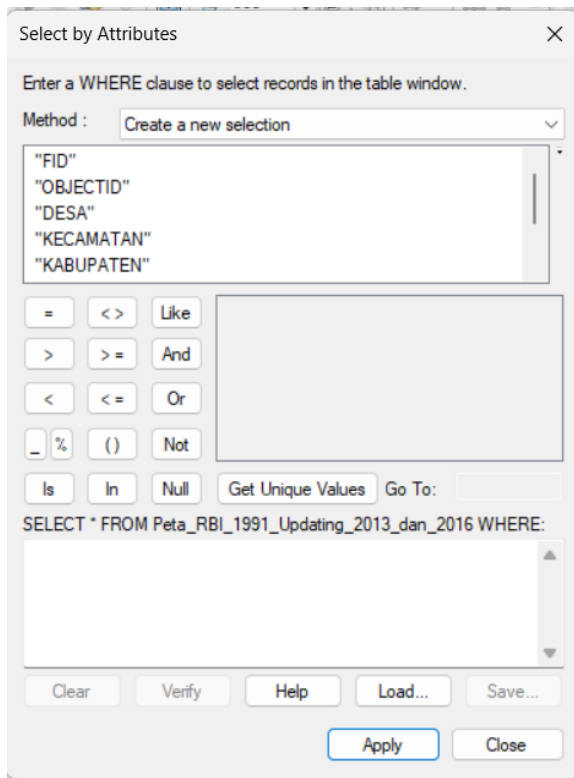 Select by Attributes
Enter a WHERE clause to select records in the table window.
Method : Create a new selection
"FID"
"OBJECTID"
"DESA"
"KECAMATAN"
"KABUPATEN"
= < > Like
> > = And
< < = Or
_ % ( ) Not
Is In Null Get Unique Values Go To:
SELECT * FROM Peta_RBI_1991_Updating_2013_dan_2016 WHERE:
Clear Verify Help Load... Save...
Apply Close